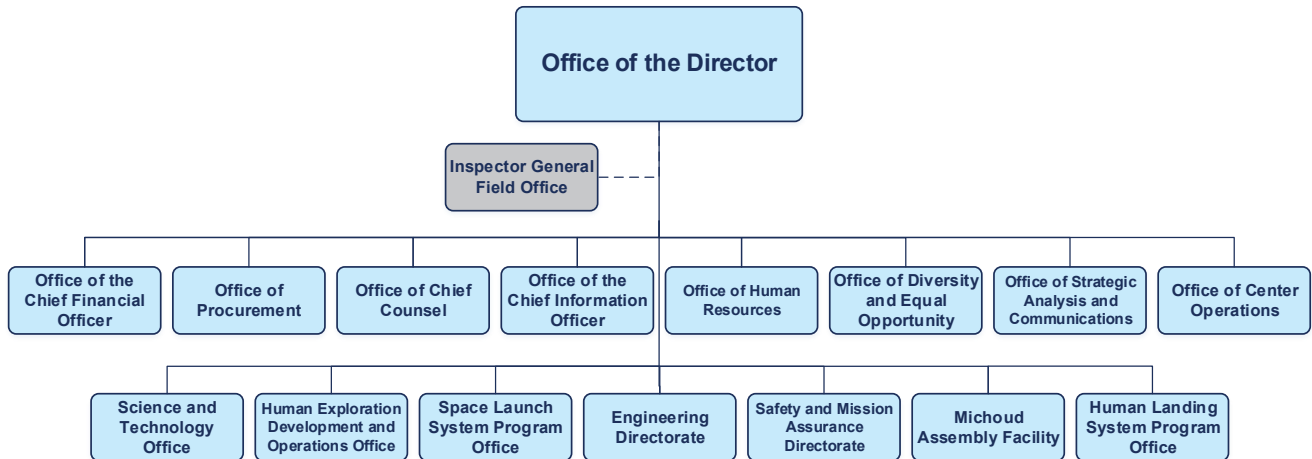 Office of the Director
Inspector General
Field Office
Office of the
Chief Financial
Officer
Office of
Procurement
Office of Chief
Counsel
Office of the
Chief Information
Officer
Office of Human
Resources
Office of Diversity
and Equal
Opportunity
Office of Strategic
Analysis and
Communications
Office of Center
Operations
Science and
Technology
Office
Human Exploration
Development and
Operations Office
Space Launch
System Program
Office
Engineering
Directorate
Safety and Mission
Assurance
Directorate
Michoud
Assembly Facility
Human Landing
System Program
Office